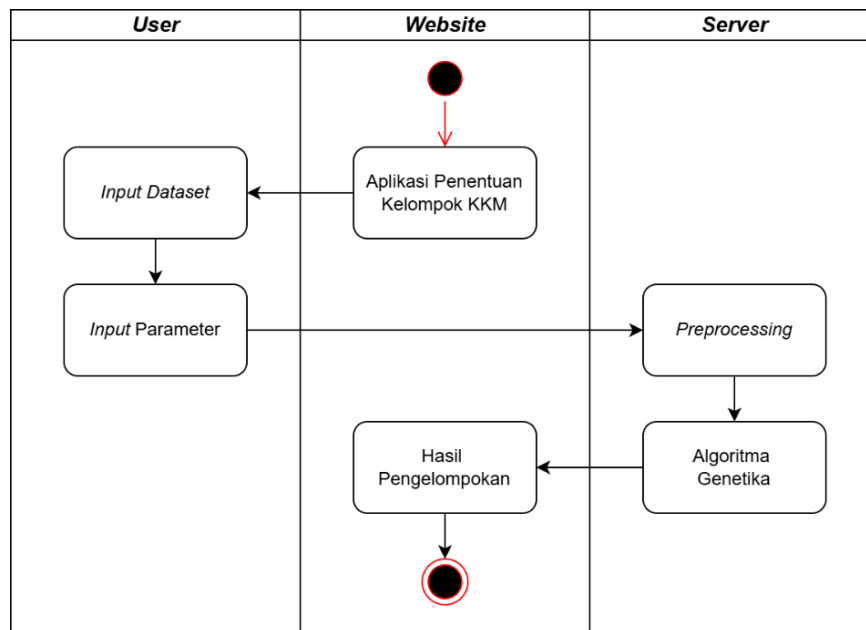 User
Website
Server
Aplikasi Penentuan
Kelompok KKM
Input Dataset
Input Parameter
Preprocessing
Algoritma
Genetika
Hasil
Pengelompokan